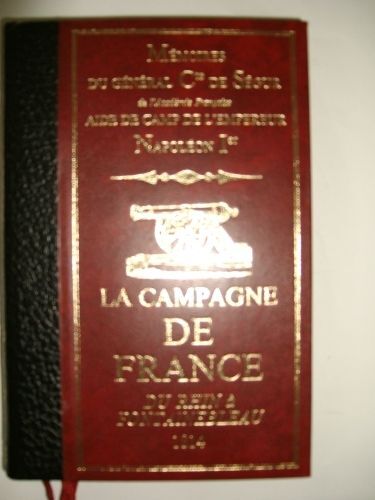 MÉMOIRES
DU GÉNÉRAL Cte DE SÉGUR
de l'Académie Française
AIDE DE CAMP DE L'EMPEREUR
NAPOLÉON Ier
LA CAMPAGNE
DE
FRANCE
DU RHIN À
FONTAINEBLEAU
1814